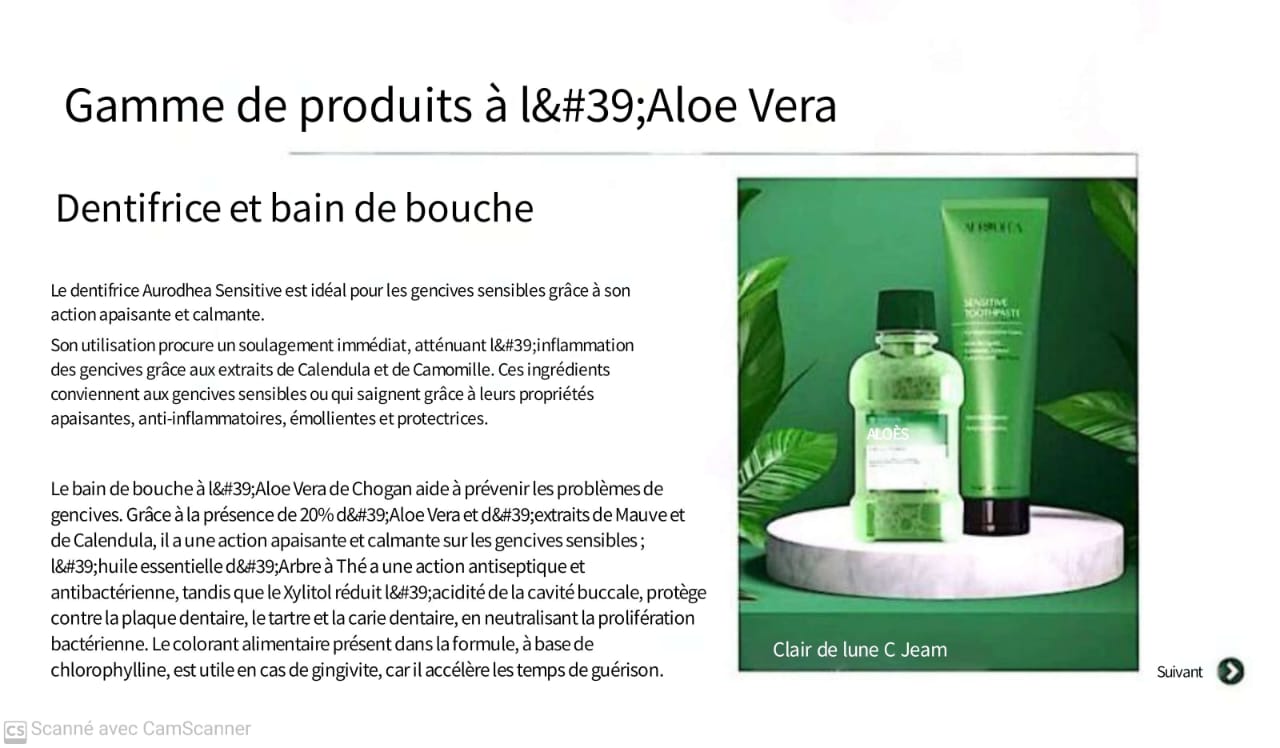 Gamme de produits à l&#39;Aloe Vera
Dentifrice et bain de bouche
Le dentifrice Aurodhea Sensitive est idéal pour les gencives sensibles grâce à son
action apaisante et calmante.
Son utilisation procure un soulagement immédiat, atténuant l&#39;inflammation
des gencives grâce aux extraits de Calendula et de Camomille. Ces ingrédients
conviennent aux gencives sensibles ou qui saignent grâce à leurs propriétés
apaisantes, anti-inflammatoires, émollientes et protectrices.
Le bain de bouche à l&#39;Aloe Vera de Chogan aide à prévenir les problèmes de
gencives. Grâce à la présence de 20% d&#39;Aloe Vera et d&#39;extraits de Mauve et
de Calendula, il a une action apaisante et calmante sur les gencives sensibles ;
l&#39;huile essentielle d&#39;Arbre à Thé a une action antiseptique et
antibactérienne, tandis que le Xylitol réduit l&#39;acidité de la cavité buccale, protège
contre la plaque dentaire, le tartre et la carie dentaire, en neutralisant la prolifération
bactérienne. Le colorant alimentaire présent dans la formule, à base de
chlorophylline, est utile en cas de gingivite, car il accélère les temps de guérison.
SENSITIVE
TOOTHPASTE
ALOÈS
Clair de lune C Jeam
Suivant
CS Scanné avec CamScanner